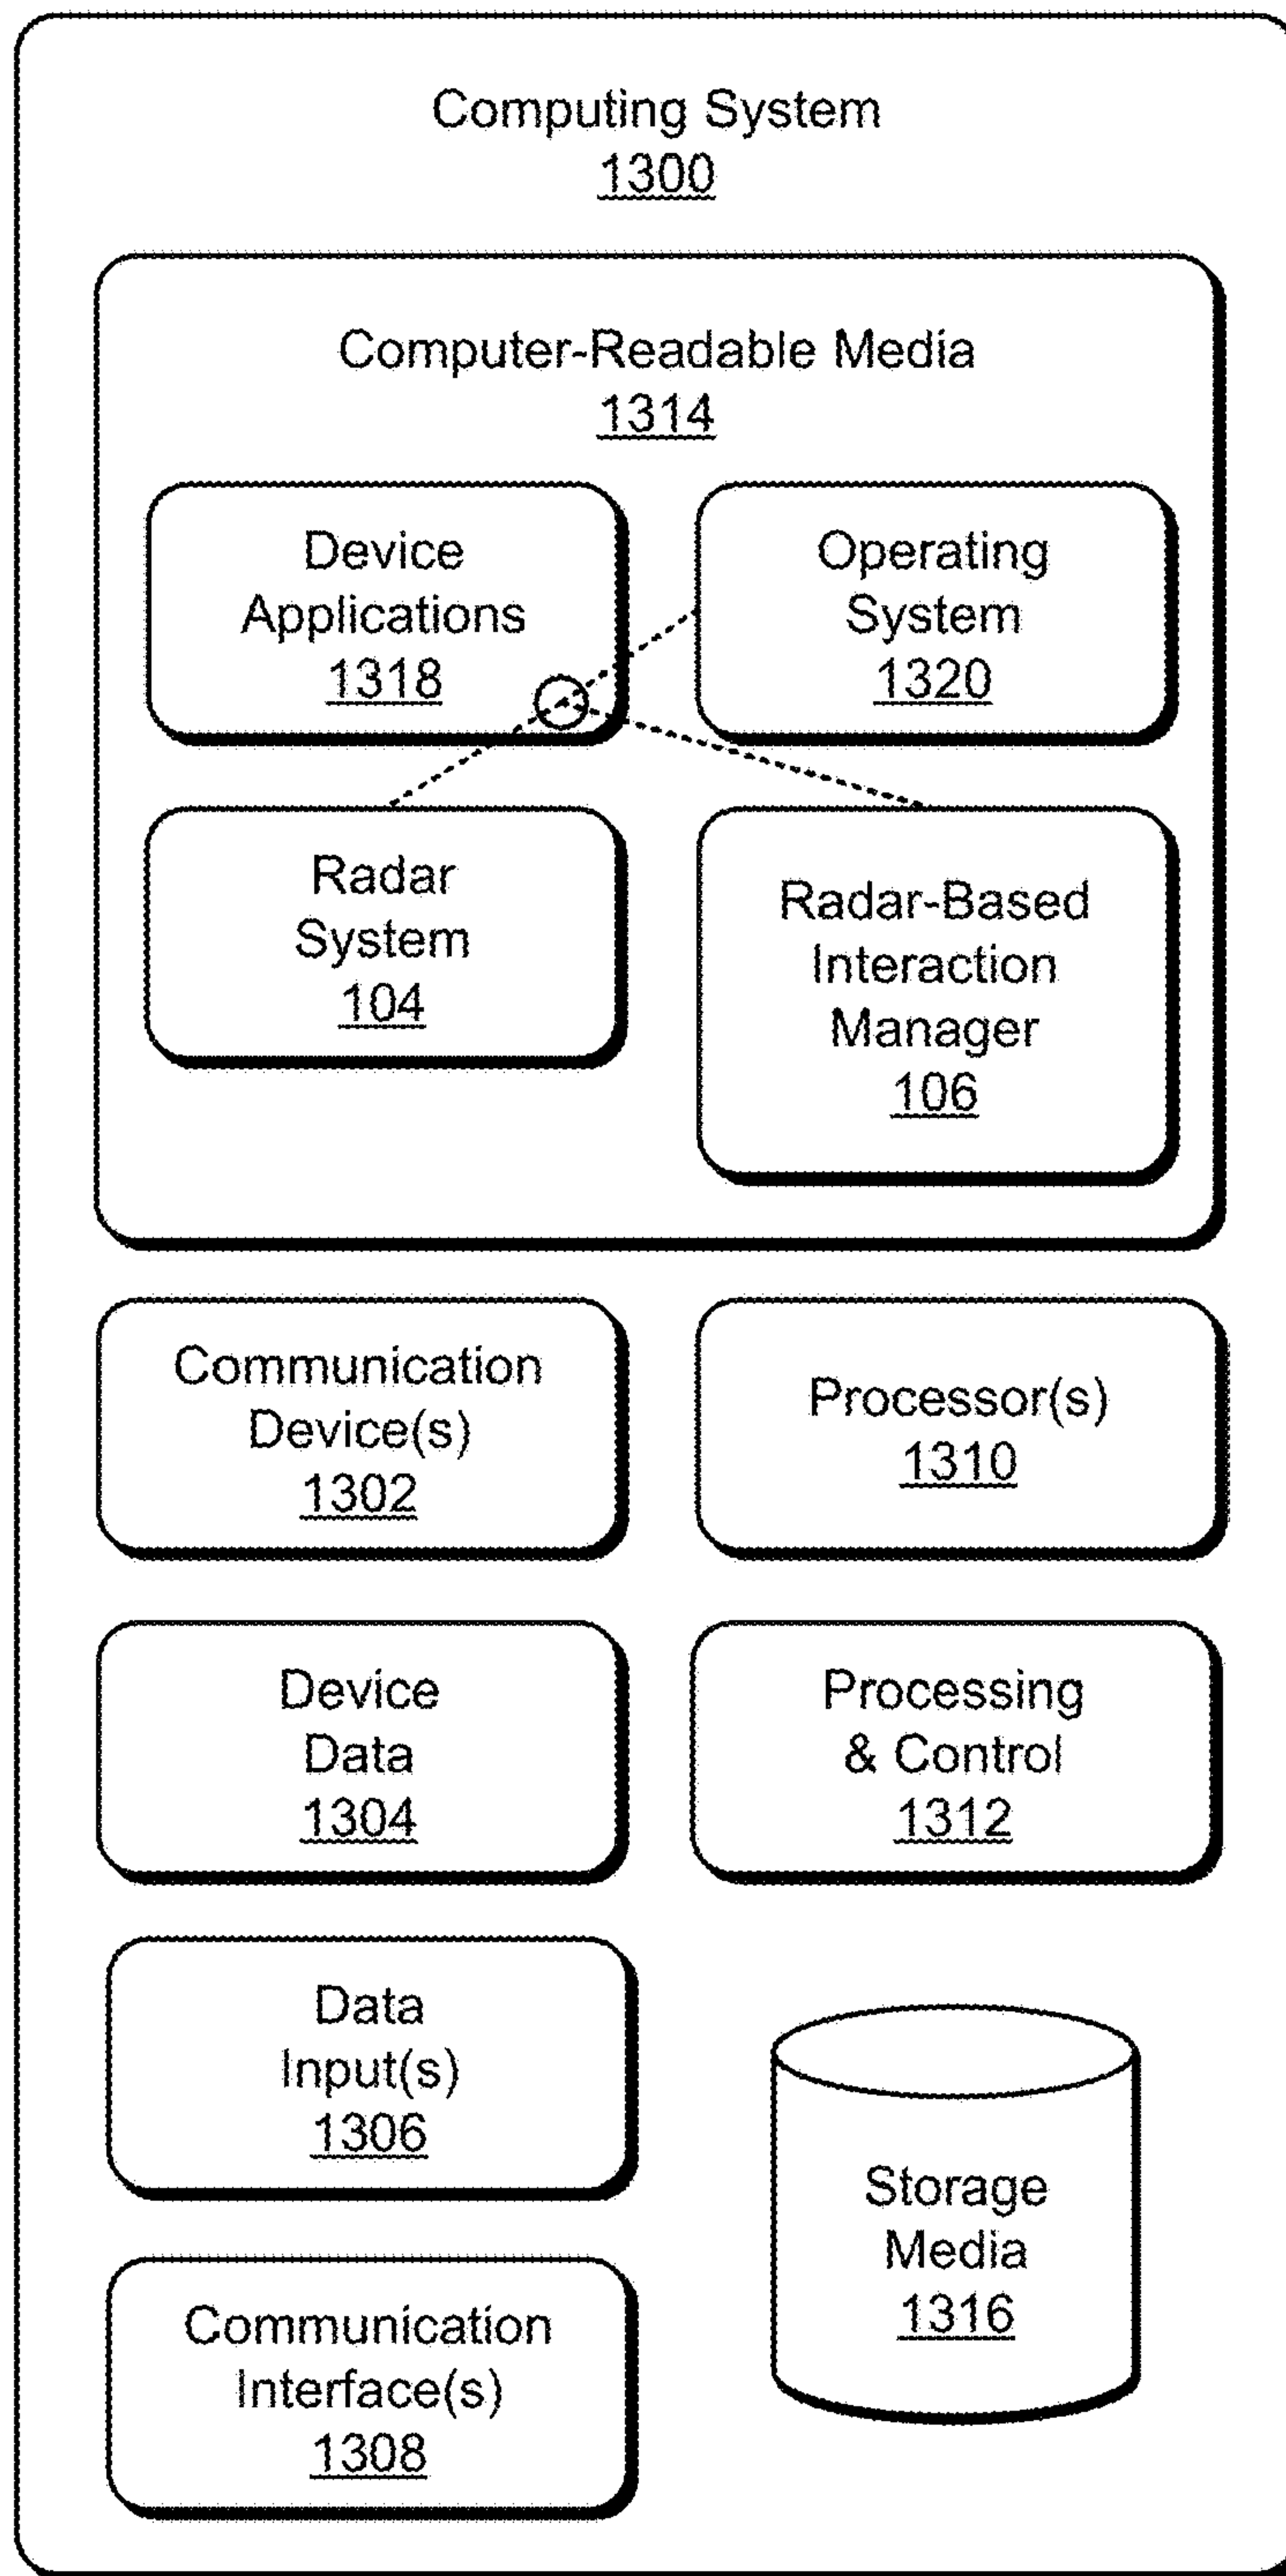 Computing System
1300
Computer-Readable Media
1314
Device
Applications
1318
Operating
System
1320
Radar
System
104
Radar-Based
Interaction
Manager
106
Communication
Device(s)
1302
Processor(s)
1310
Device
Data
1304
Processing
& Control
1312
Data
Input(s)
1306
Storage
Media
1316
Communication
Interface(s)
1308